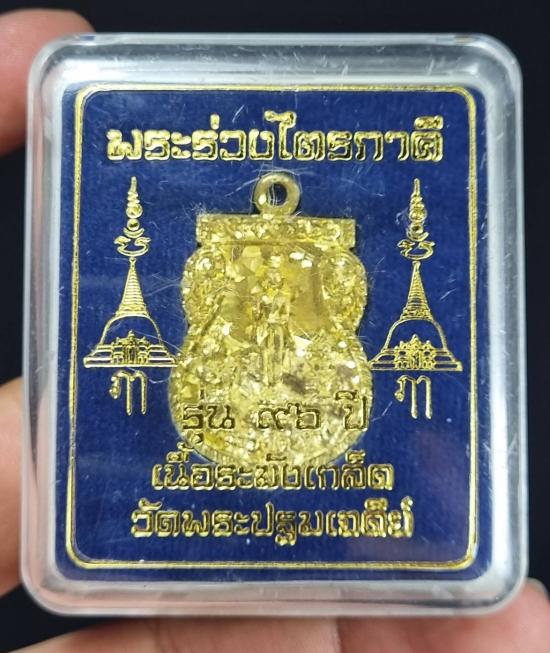 พระร่วงไตรภาคี
รุ่น ๙๖ ปี
เนื้อระฆังเกล็ด
วัดพระปฐมเจดีย์